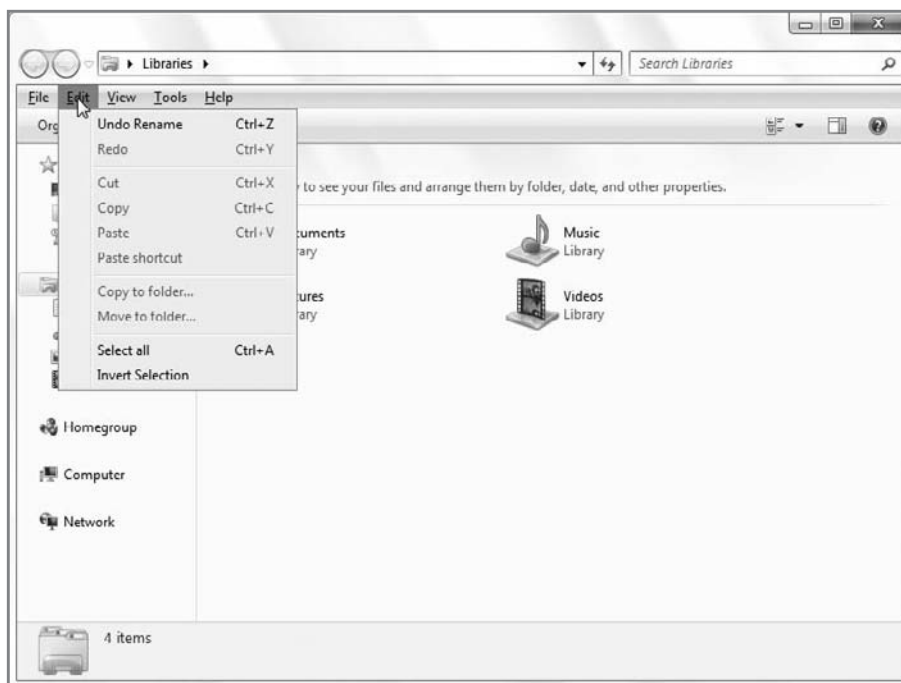 Libraries
Search Libraries
File Edit View Tools Help
Org
Undo Rename Ctrl+Z
Redo Ctrl+Y
Cut Ctrl+X
Copy Ctrl+C
Paste Ctrl+V
Paste shortcut
Copy to folder...
Move to folder...
Select all Ctrl+A
Invert Selection
to see your files and arrange them by folder, date, and other properties.
cuments
rary
Music
Library
tures
rary
Videos
Library
Homegroup
Computer
Network
4 items